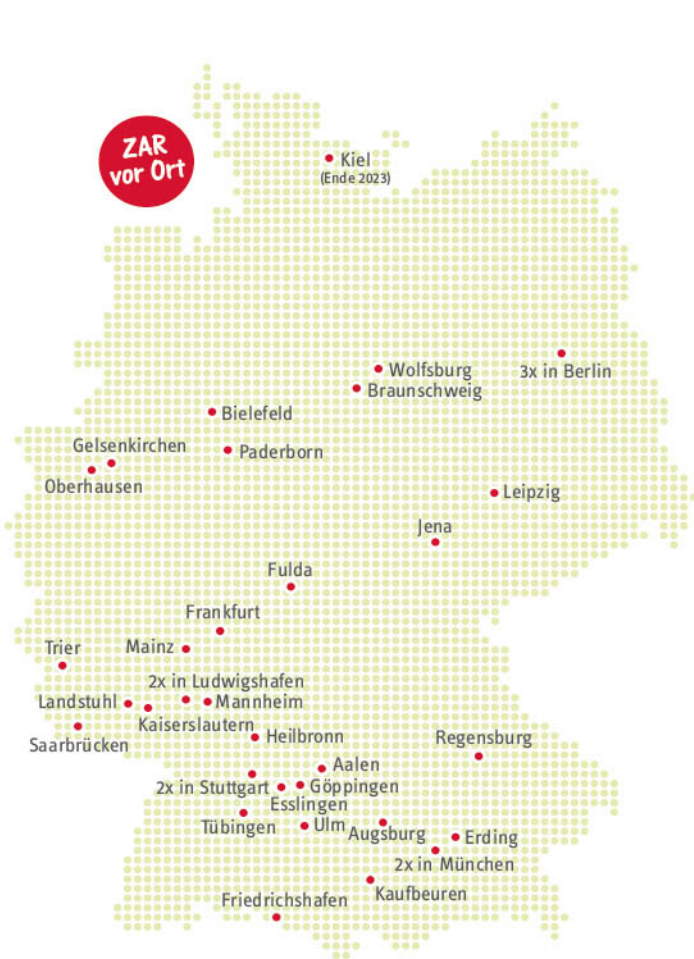 ZAR
vor Ort
Kiel
(Ende 2023)
Wolfsburg
3x in Berlin
Braunschweig
Bielefeld
Gelsenkirchen
Paderborn
Oberhausen
Leipzig
Jena
Fulda
Frankfurt
Trier
Mainz
2x in Ludwigshafen
Landstuhl
Mannheim
Kaiserslautern
Heilbronn
Regensburg
Saarbrücken
Aalen
2x in Stuttgart
Göppingen
Esslingen
Tübingen
Ulm
Augsburg
Erding
2x in München
Kaufbeuren
Friedrichshafen